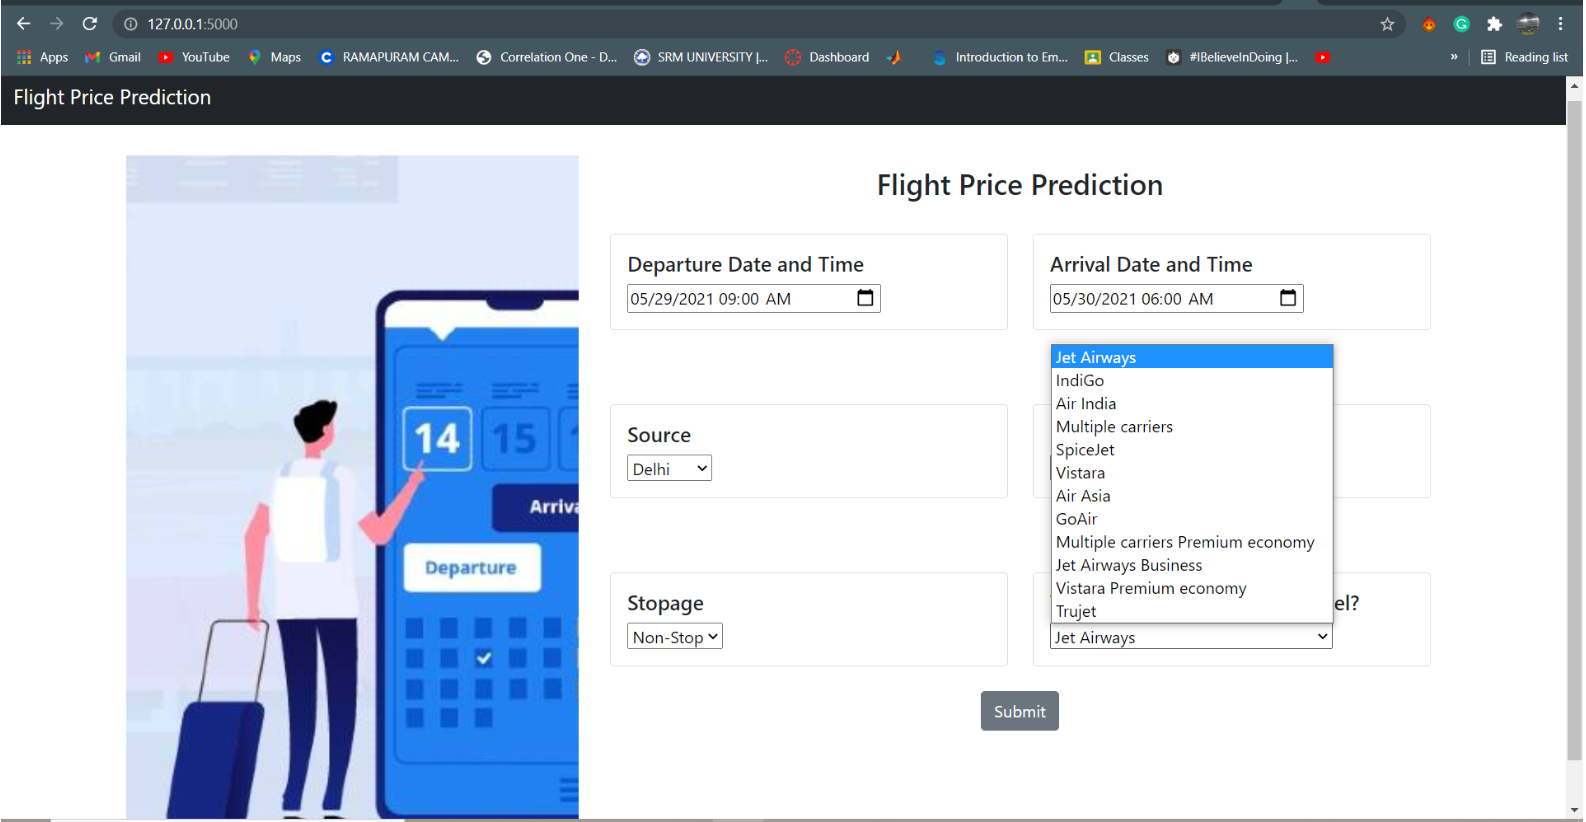 127.0.0.1:5000
Apps Gmail YouTube Maps RAMAPURAM CAM... Correlation One - D... SRM UNIVERSITY |... Dashboard Introduction to Em... Classes #IBelieveInDoing |... » Reading list
Flight Price Prediction
Flight Price Prediction
Departure Date and Time
05/29/2021 09:00 AM
Arrival Date and Time
05/30/2021 06:00 AM
Source
Delhi
Jet Airways
IndiGo
Air India
Multiple carriers
SpiceJet
Vistara
Air Asia
GoAir
Multiple carriers Premium economy
Jet Airways Business
Vistara Premium economy
Trujet
Stopage
Non-Stop
el?
Jet Airways
Submit
14 15
Arriva
Departure